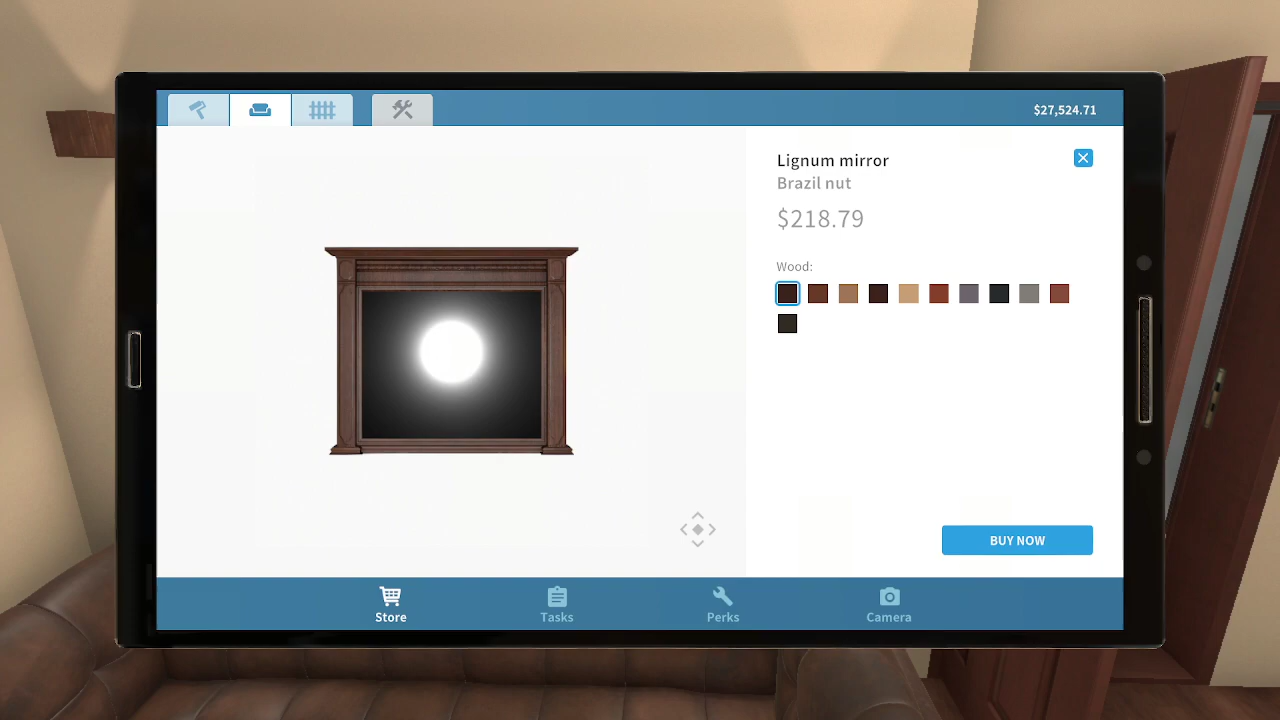 $27,524.71
Lignum mirror
Brazil nut
$218.79
Wood:
BUY NOW
Store
Tasks
Perks
Camera